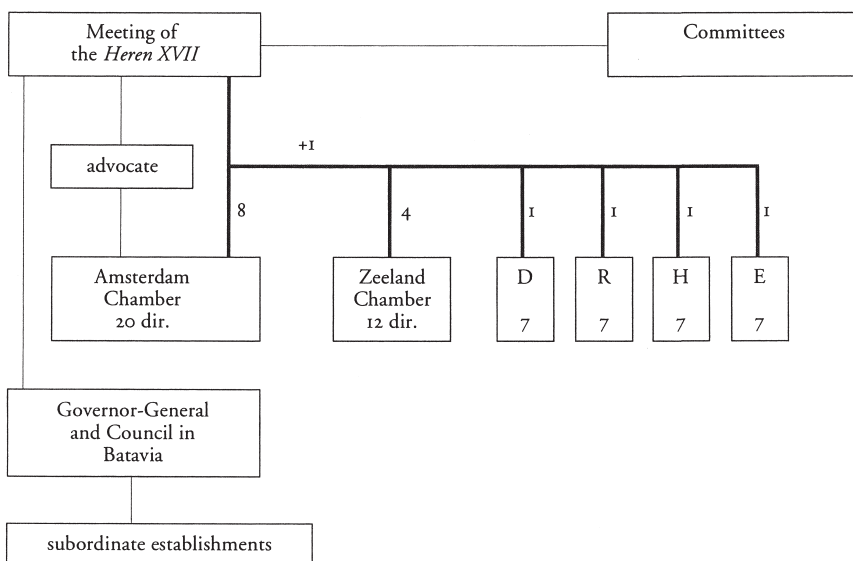 Meeting of
the Heren XVII
Committees
+1
advocate
8
4
1
1
1
1
Amsterdam
Chamber
20 dir.
Zeeland
Chamber
12 dir.
D
7
R
7
H
7
E
7
Governor-General
and Council in
Batavia
subordinate establishments